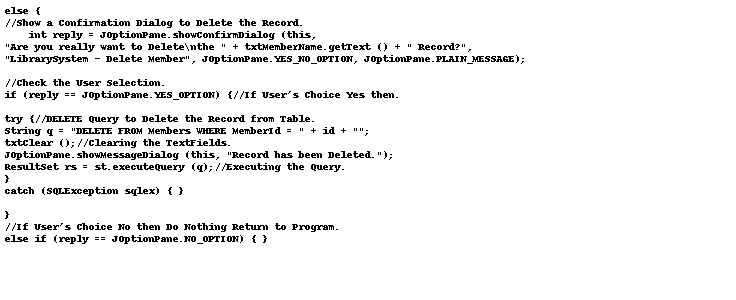 else {
//Show a Confirmation Dialog to Delete the Record.
int reply = JOptionPane.showConfirmDialog (this,
"Are you really want to Delete\nthe " + txtMemberName.getText () + " Record?",
"LibrarySystem - Delete Member", JOptionPane.YES_NO_OPTION, JOptionPane.PLAIN_MESSAGE);
//Check the User Selection.
if (reply == JOptionPane.YES_OPTION) {//If User's Choice Yes then.
try {//DELETE Query to Delete the Record from Table.
String q = "DELETE FROM Members WHERE MemberId = " + id + "";
txtClear ();//Clearing the TextFields.
JOptionPane.showMessageDialog (this, "Record has been Deleted.");
ResultSet rs = st.executeQuery (q);//Executing the Query.
}
catch (SQLException sqlex) { }
}
//If User's Choice No then Do Nothing Return to Program.
else if (reply == JOptionPane.NO_OPTION) { }